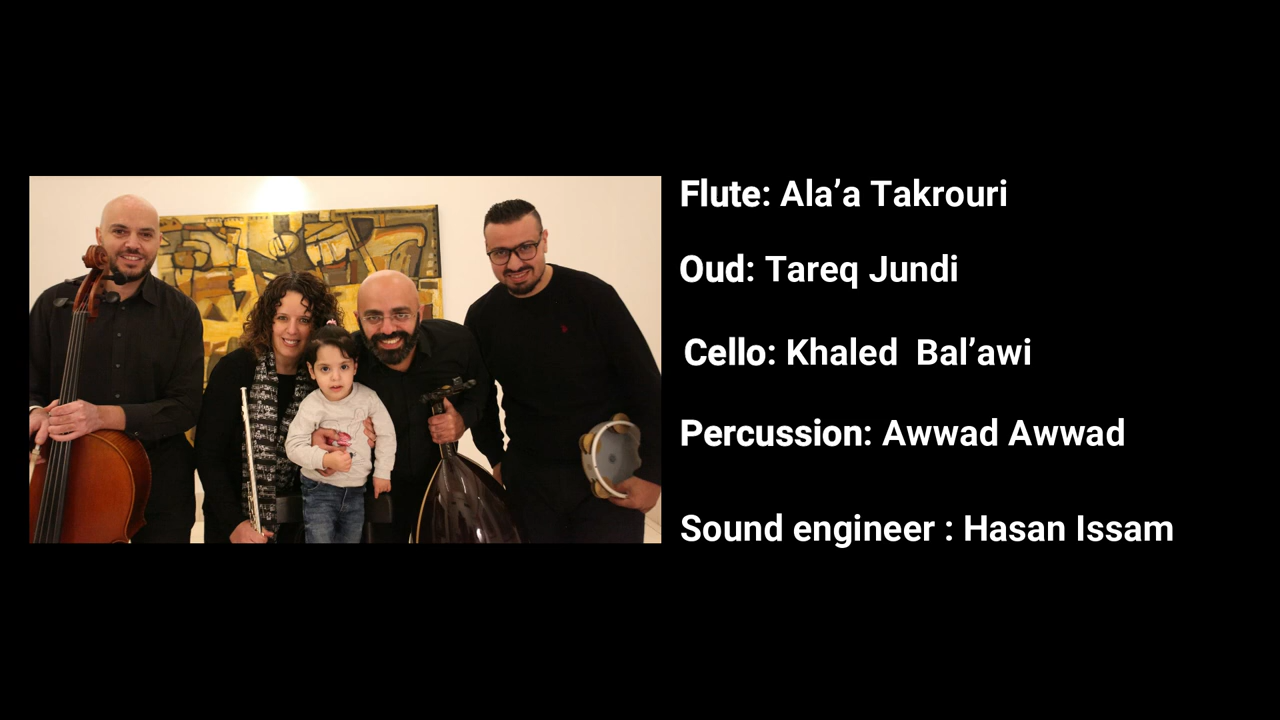 Flute: Ala’a Takrouri
Oud: Tareq Jundi
Cello: Khaled  Bal’awi
Percussion: Awwad Awwad
Sound engineer : Hasan Issam